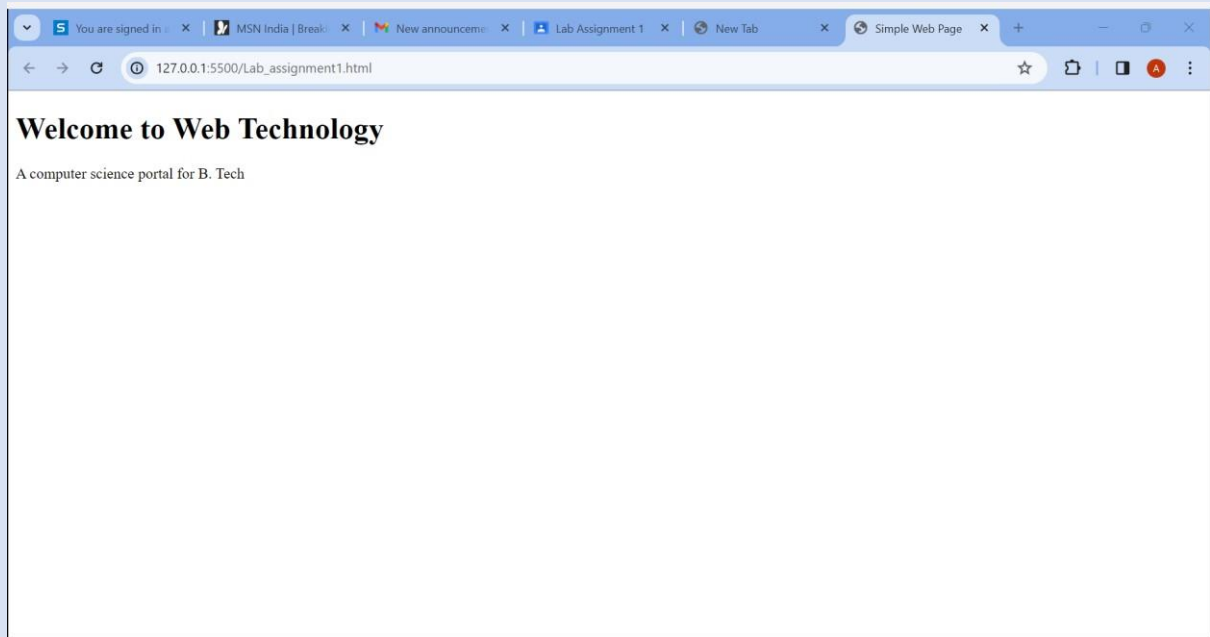 S You are signed in
MSN India | Break
New announceme
Lab Assignment 1
New Tab
Simple Web Page
127.0.0.1:5500/Lab_assignment1.html
A
Welcome to Web Technology
A computer science portal for B. Tech